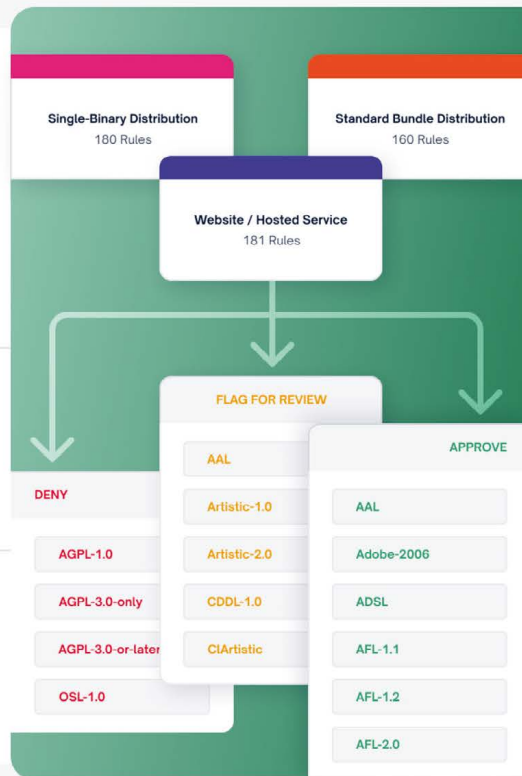 Single-Binary Distribution
180 Rules
Standard Bundle Distribution
160 Rules
Website / Hosted Service
181 Rules
DENY
AGPL-1.0
AGPL-3.0-only
AGPL-3.0-or-later
OSL-1.0
FLAG FOR REVIEW
AAL
Artistic-1.0
Artistic-2.0
CDDL-1.0
ClArtistic
APPROVE
AAL
Adobe-2006
ADSL
AFL-1.1
AFL-1.2
AFL-2.0